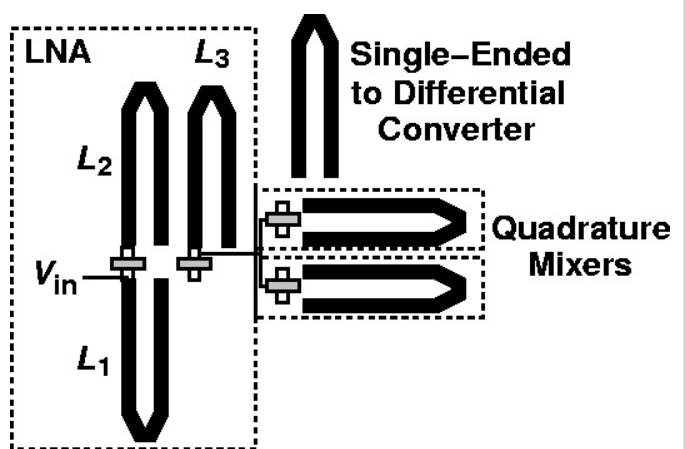 LNA
L3
Single−Ended
to Differential
Converter
L2
Quadrature
Mixers
Vin
L1